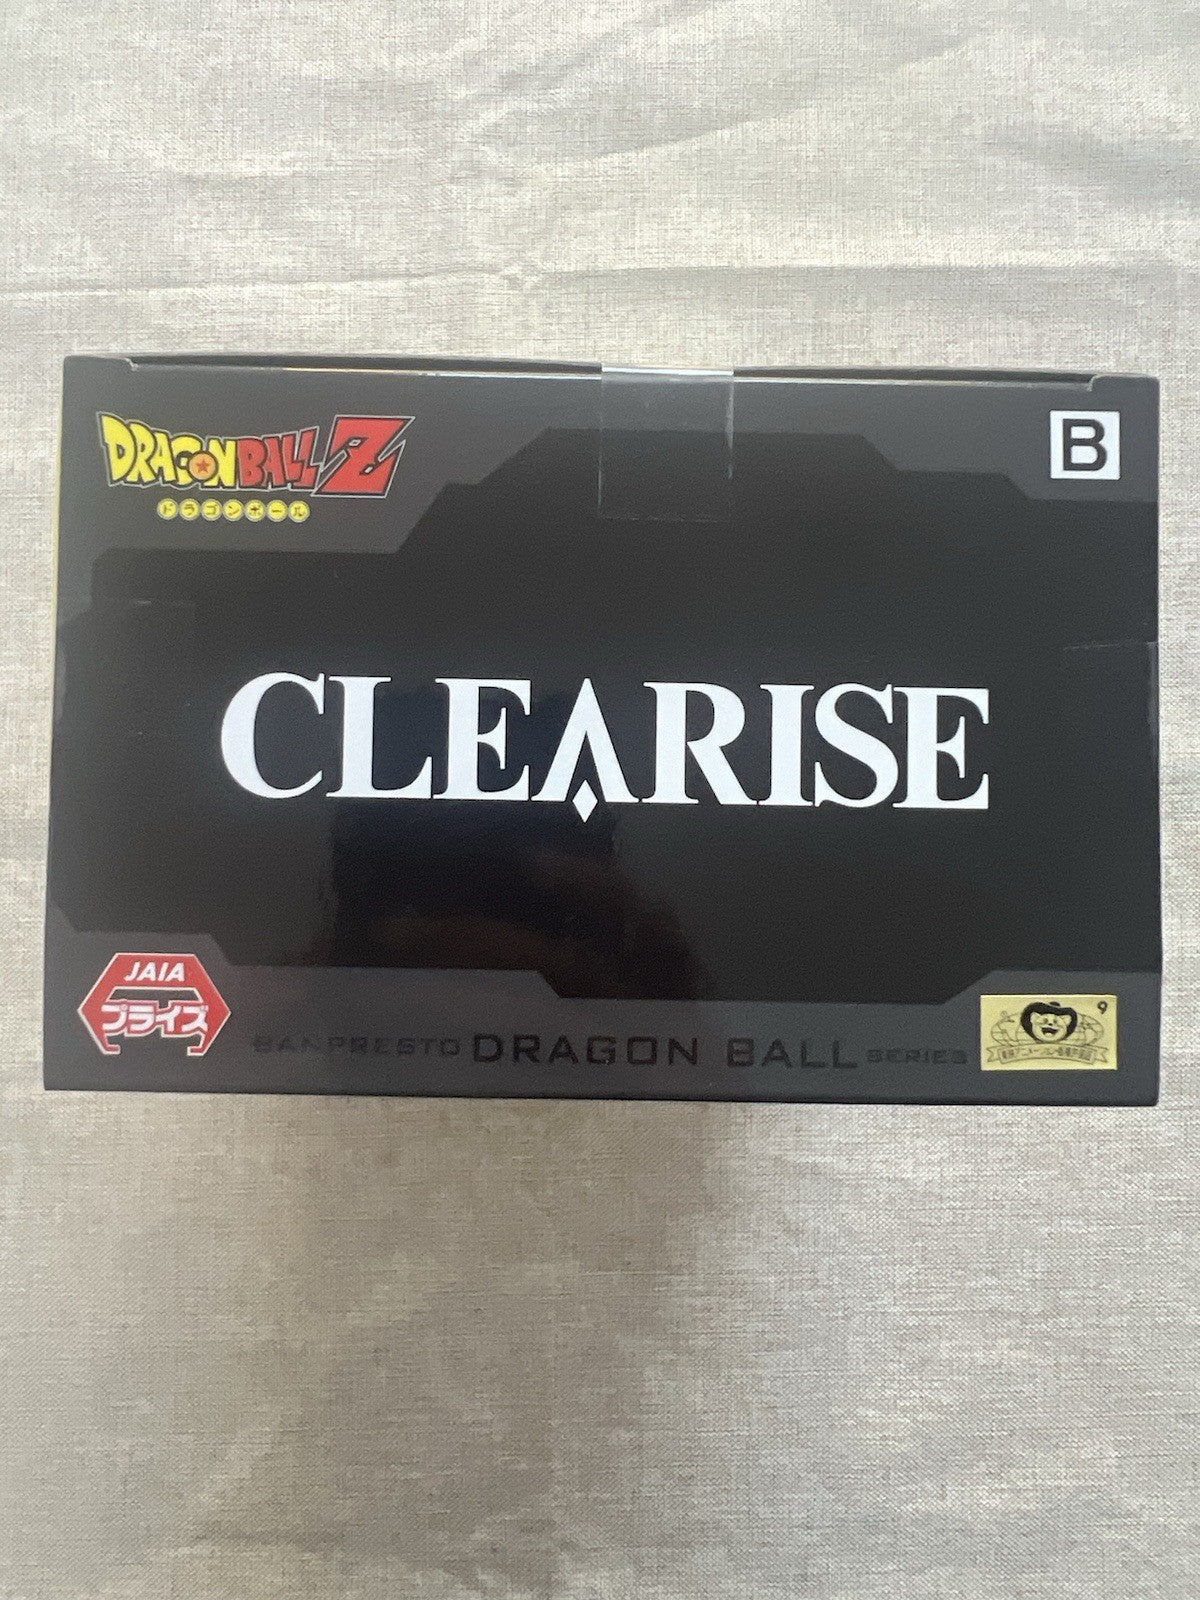 DRAGON BALL Z
ドラゴンボール
B
CLEARISE
JAIA
プライズ
BANPRESTO DRAGON BALL SERIES
9